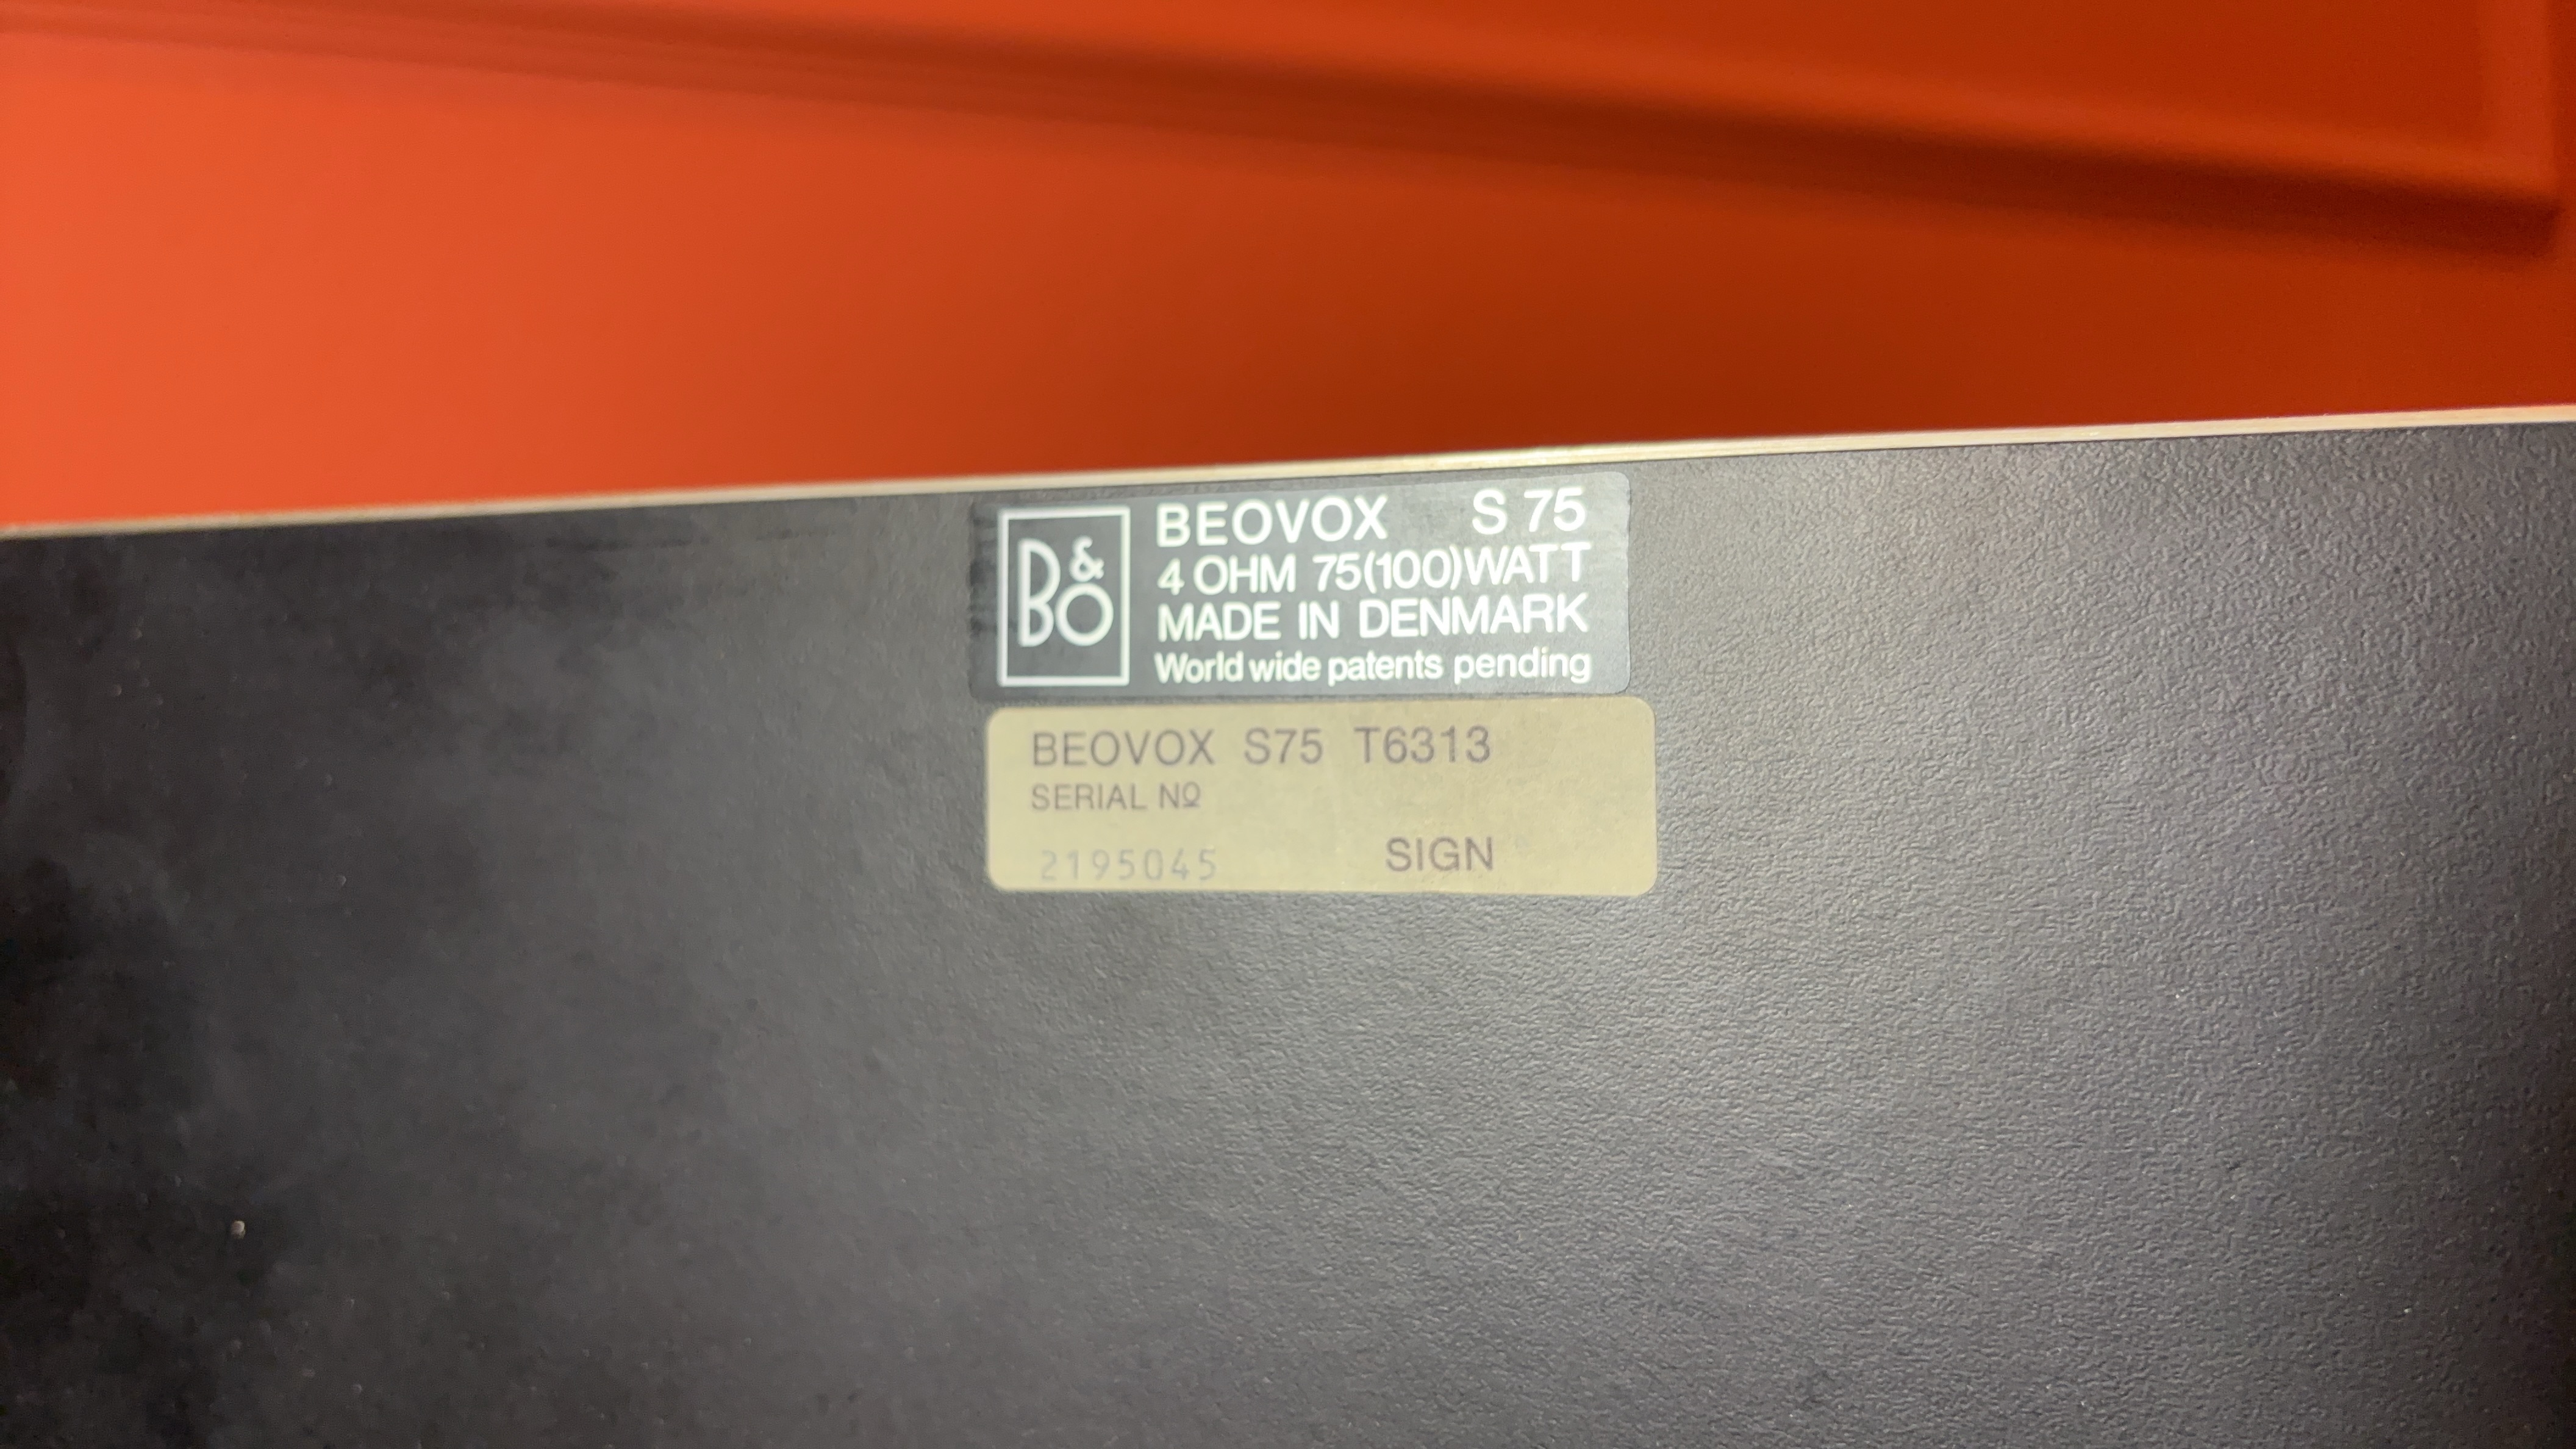 B&O
BEOVOX S 75
4 OHM 75(100)WATT
MADE IN DENMARK
World wide patents pending
BEOVOX S75 T6313
SERIAL Nº
2195045 SIGN